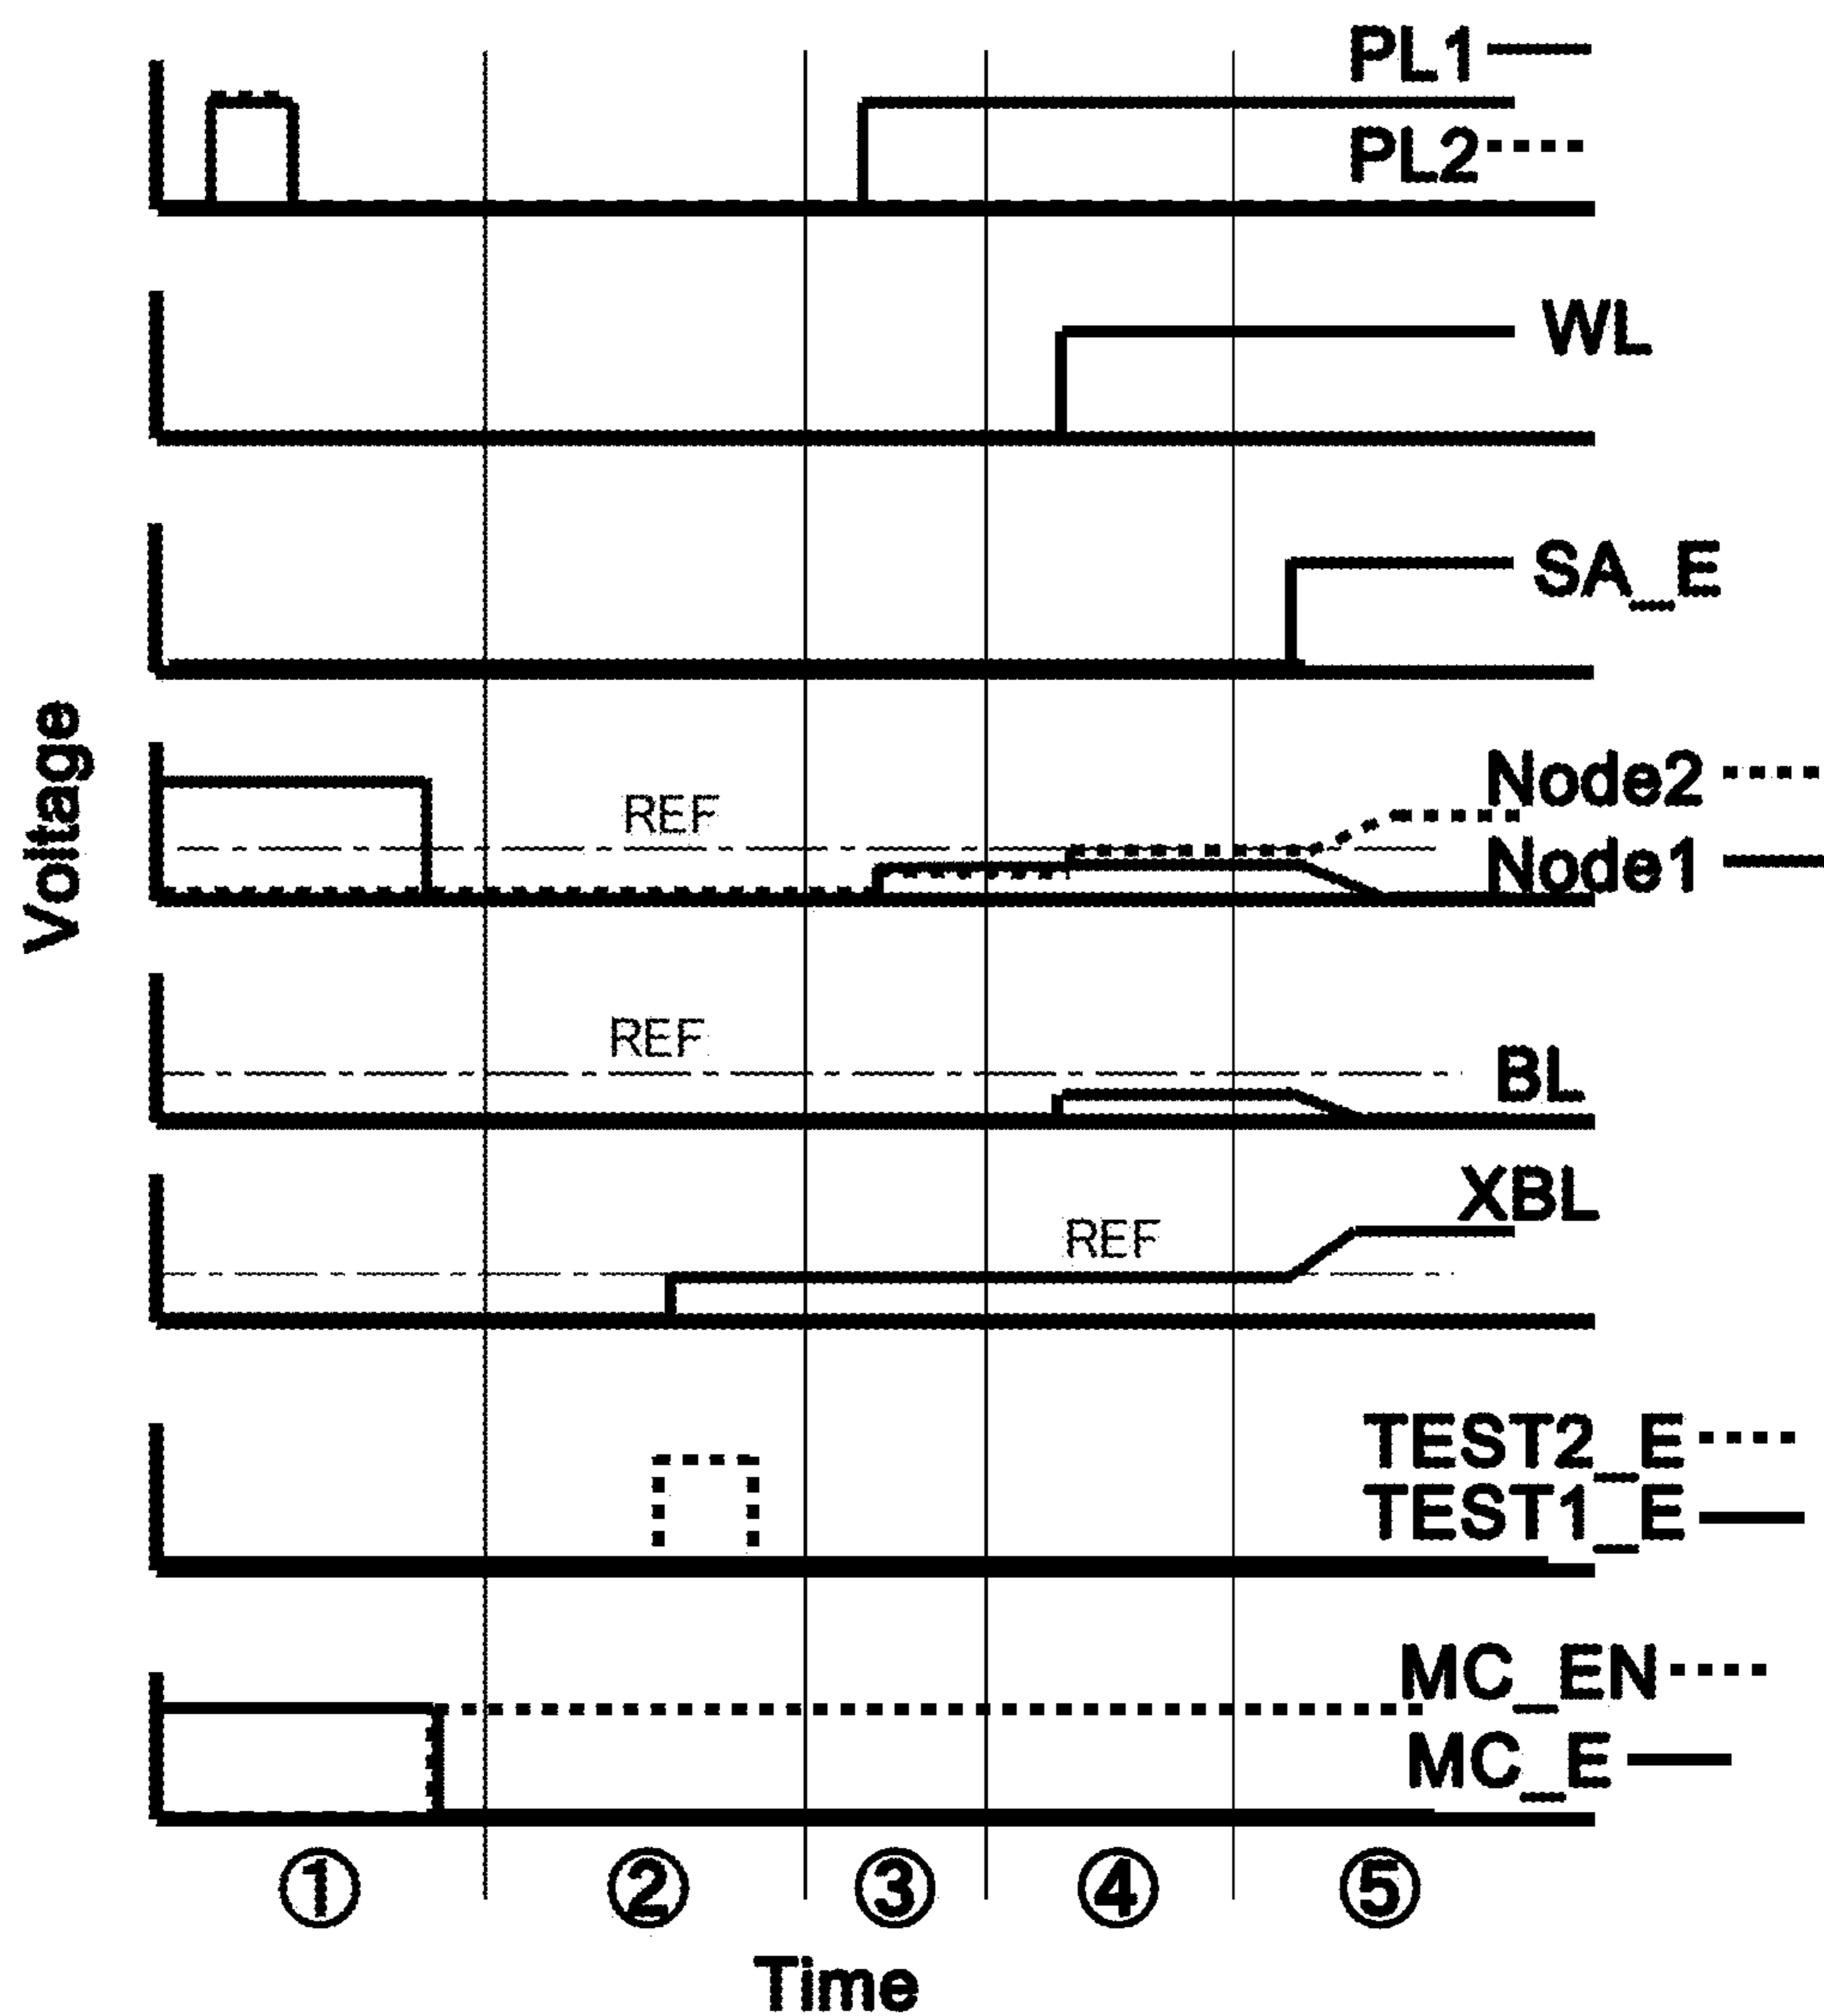 PL1
PL2
WL
SA_E
Voltage
REF
Node2
Node1
REF
BL
XBL
REF
TEST2_E
TEST1_E
MC_EN
MC_E
① ② ③ ④ ⑤
Time